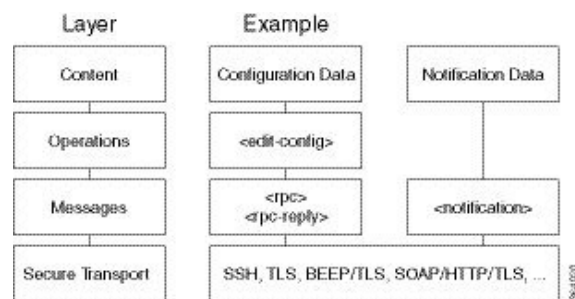 Layer Example
Content Configuration Data Notification Data
Operations <edit-config>
Messages <rpc> <notification>
<rpc-reply>
Secure Transport SSH, TLS, BEEP/TLS, SOAP/HTTP/TLS, ...